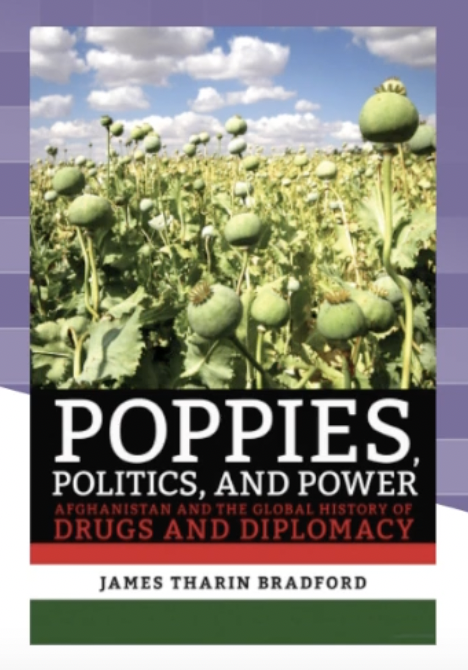 POPPIES,
POLITICS, AND POWER
AFGHANISTAN AND THE GLOBAL HISTORY OF
DRUGS AND DIPLOMACY
JAMES THARIN BRADFORD